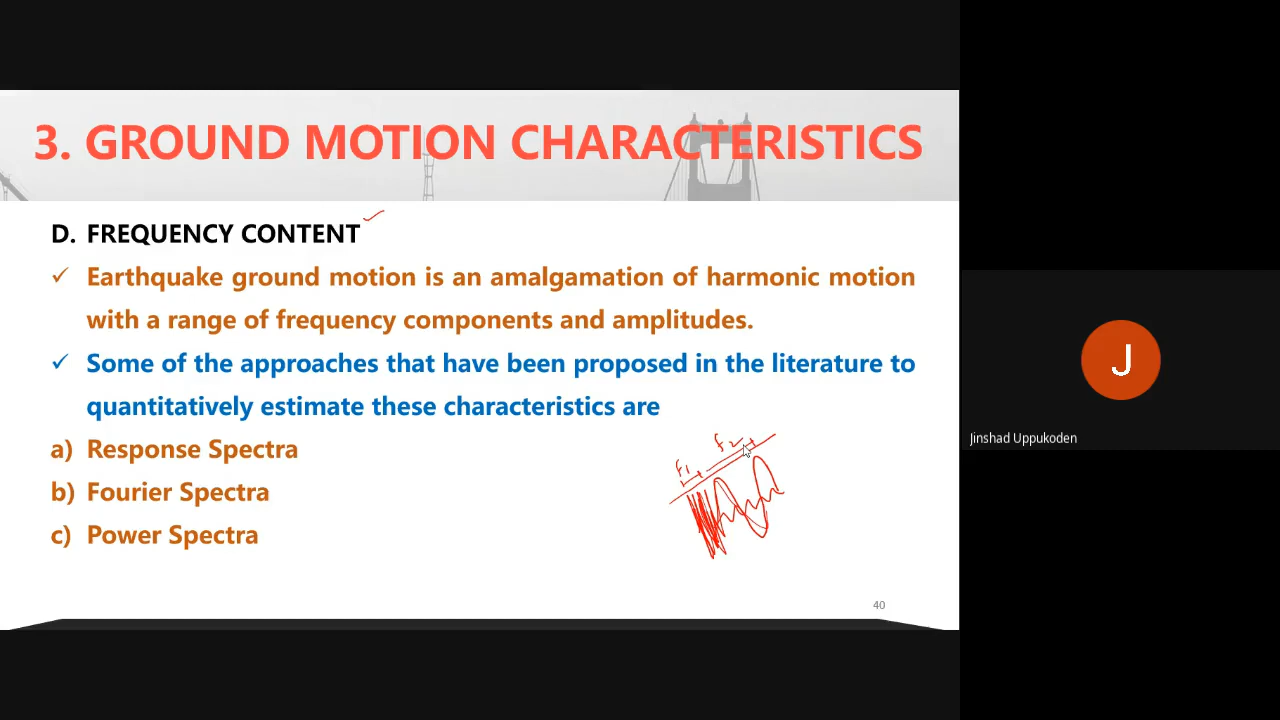 3. GROUND MOTION CHARACTERISTICS
D. FREQUENCY CONTENT
✓ Earthquake ground motion is an amalgamation of harmonic motion
with a range of frequency components and amplitudes.
✓ Some of the approaches that have been proposed in the literature to
quantitatively estimate these characteristics are
a) Response Spectra
b) Fourier Spectra
c) Power Spectra
f2
f1
40
J
Jinshad Uppukoden